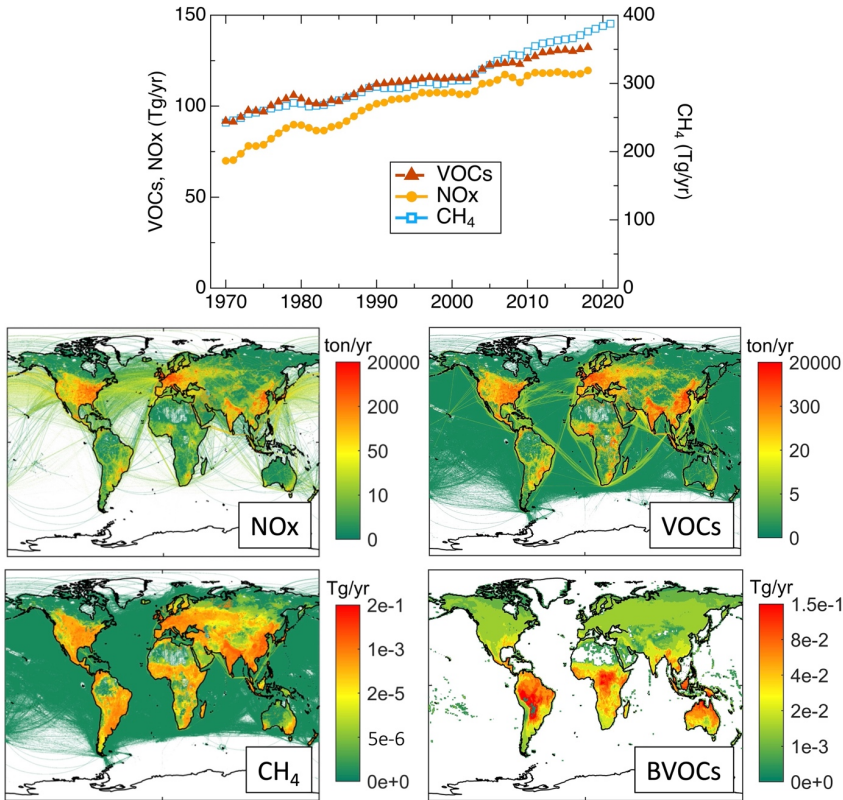 150
100
50
0
VOCs, NOx (Tg/yr)
400
300
200
100
0
CH₄ (Tg/yr)
VOCs
NOx
CH₄
1970
1980
1990
2000
2010
2020
ton/yr
20000
200
50
10
0
NOx
ton/yr
20000
300
20
5
0
VOCs
Tg/yr
2e-1
1e-3
2e-5
5e-6
0e+0
CH₄
Tg/yr
1.5e-1
8e-2
4e-2
2e-2
1e-3
0e+0
BVOCs